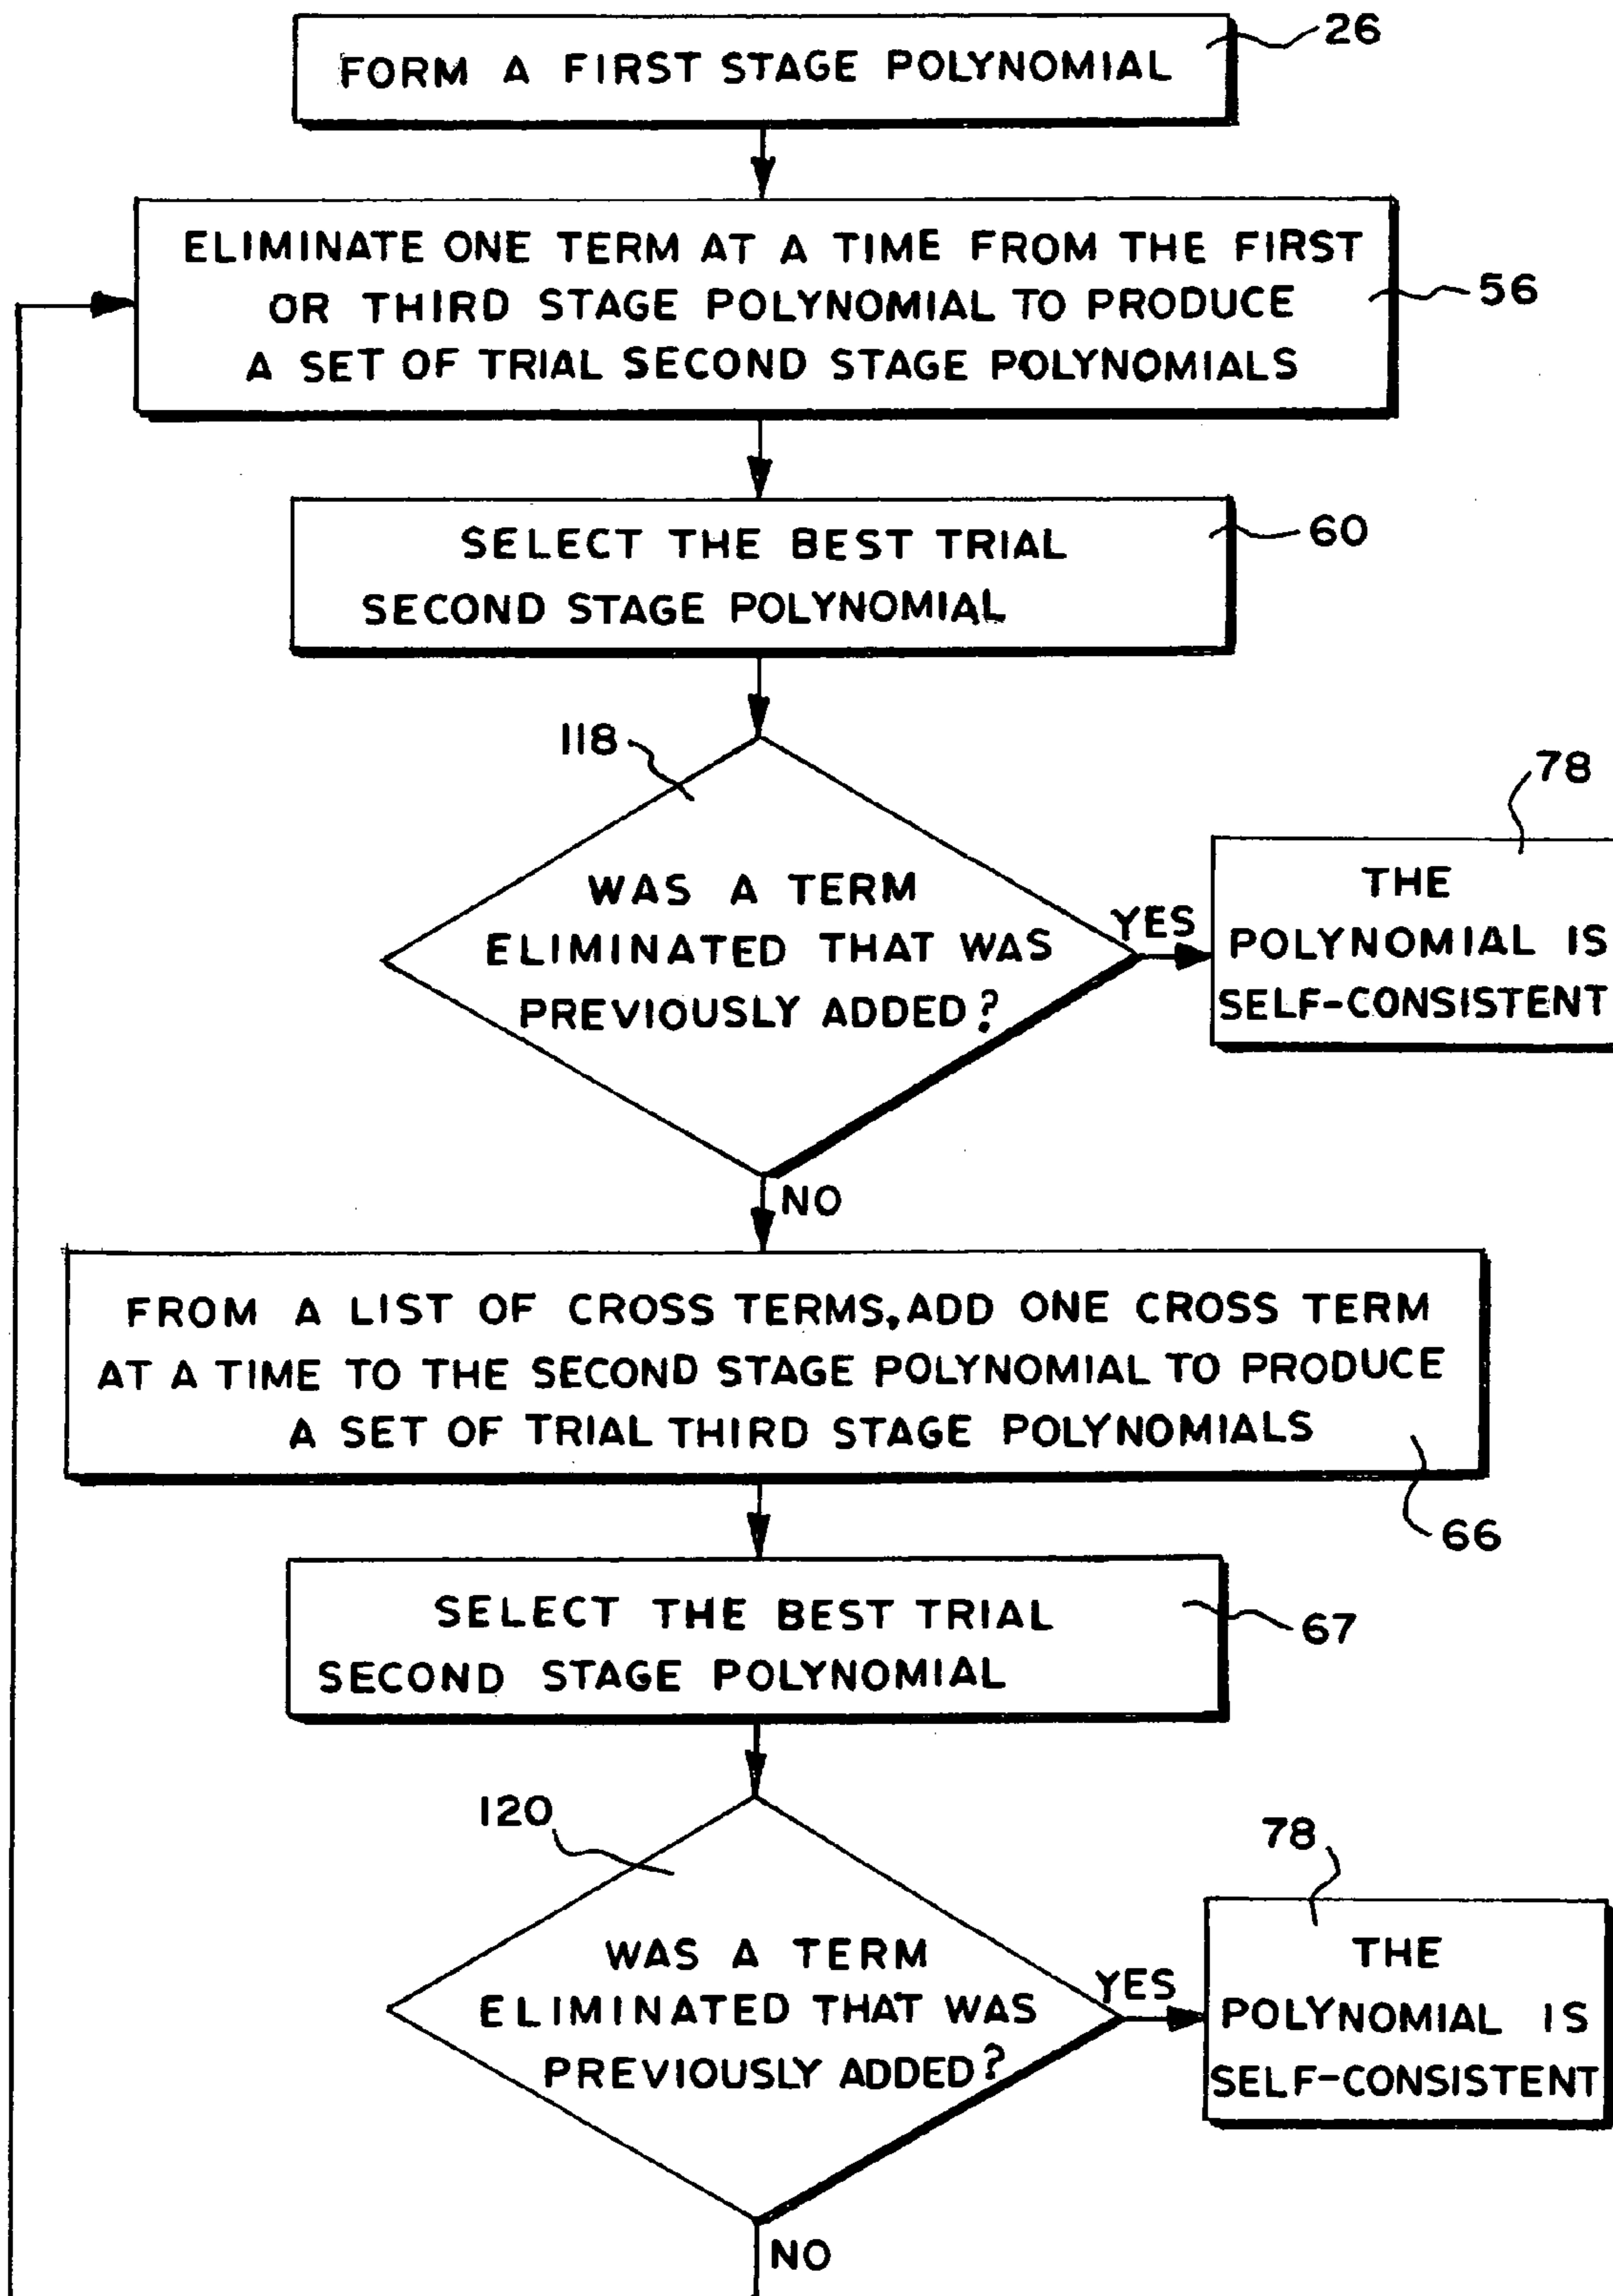 26
FORM A FIRST STAGE POLYNOMIAL
ELIMINATE ONE TERM AT A TIME FROM THE FIRST
OR THIRD STAGE POLYNOMIAL TO PRODUCE
A SET OF TRIAL SECOND STAGE POLYNOMIALS
56
SELECT THE BEST TRIAL
SECOND STAGE POLYNOMIAL
60
118
WAS A TERM
ELIMINATED THAT WAS
PREVIOUSLY ADDED?
YES
78
THE
POLYNOMIAL IS
SELF-CONSISTENT
NO
FROM A LIST OF CROSS TERMS, ADD ONE CROSS TERM
AT A TIME TO THE SECOND STAGE POLYNOMIAL TO PRODUCE
A SET OF TRIAL THIRD STAGE POLYNOMIALS
66
SELECT THE BEST TRIAL
SECOND STAGE POLYNOMIAL
67
120
WAS A TERM
ELIMINATED THAT WAS
PREVIOUSLY ADDED?
YES
78
THE
POLYNOMIAL IS
SELF-CONSISTENT
NO